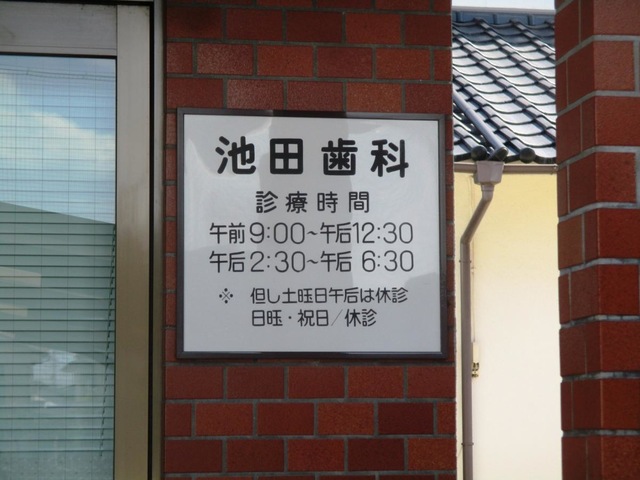 池田歯科
診療時間
午前9:00~午后12:30
午后2:30~午后 6:30
※ 但し土旺日午后は休診
日旺・祝日/休診